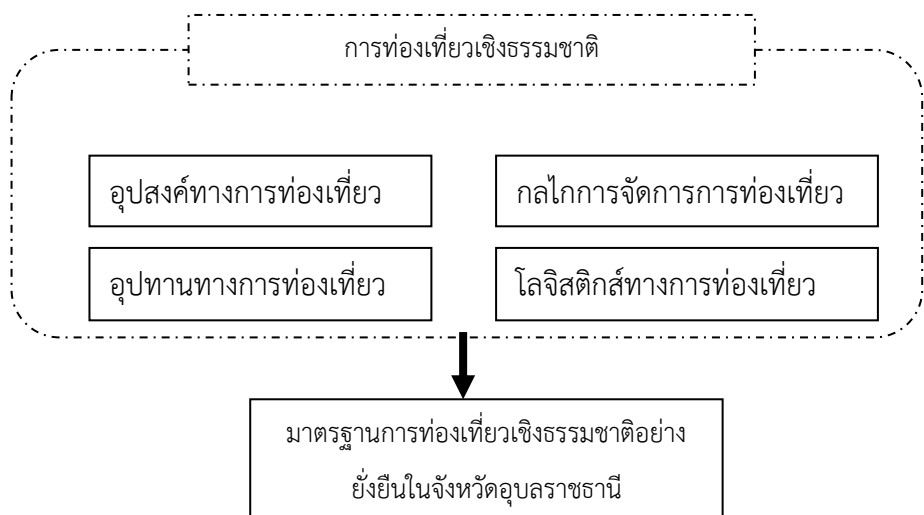 การท่องเที่ยวเชิงธรรมชาติ
อุปสงค์ทางการท่องเที่ยว
กลไกการจัดการการท่องเที่ยว
อุปทานทางการท่องเที่ยว
โลจิสติกส์ทางการท่องเที่ยว
มาตรฐานการท่องเที่ยวเชิงธรรมชาติอย่าง
ยั่งยืนในจังหวัดอุบลราชธานี